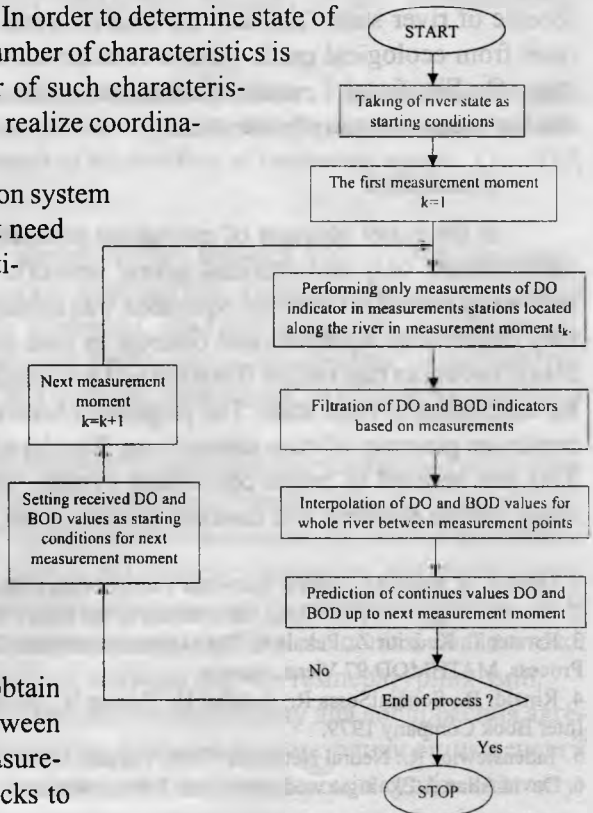 In order to determine state of
umber of characteristics is
r of such characteris-
realize coordina-
on system
t need
ti-
obtain
ween
asure-
cks to
START
Taking of river state as
starting conditions
The first measurement moment
k=1
Performing only measurements of DO
indicator in measurements stations located
along the river in measurement moment tk.
Filtration of DO and BOD indicators
based on measurements
Interpolation of DO and BOD values for
whole river between measurement points
Prediction of continues values DO and
BOD up to next measurement moment
End of process ?
No
Yes
STOP
Setting received DO and
BOD values as starting
conditions for next
measurement moment
Next measurement
moment
k=k+1